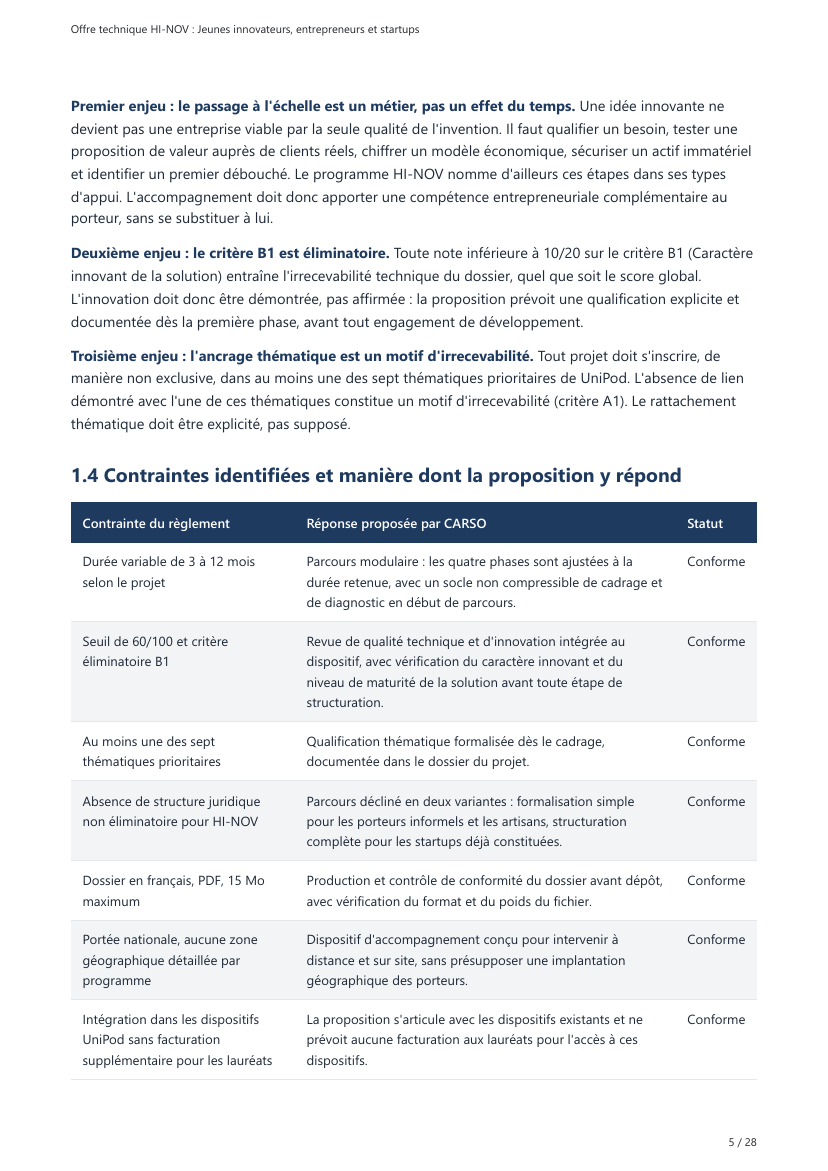 Offre technique HI-NOV : Jeunes innovateurs, entrepreneurs et startups
Premier enjeu : le passage à l'échelle est un métier, pas un effet du temps. Une idée innovante ne
devient pas une entreprise viable par la seule qualité de l'invention. Il faut qualifier un besoin, tester une
proposition de valeur auprès de clients réels, chiffrer un modèle économique, sécuriser un actif immatériel
et identifier un premier débouché. Le programme HI-NOV nomme d'ailleurs ces étapes dans ses types
d'appui. L'accompagnement doit donc apporter une compétence entrepreneuriale complémentaire au
porteur, sans se substituer à lui.
Deuxième enjeu : le critère B1 est éliminatoire. Toute note inférieure à 10/20 sur le critère B1 (Caractère
innovant de la solution) entraîne l'irrecevabilité technique du dossier, quel que soit le score global.
L'innovation doit donc être démontrée, pas affirmée : la proposition prévoit une qualification explicite et
documentée dès la première phase, avant tout engagement de développement.
Troisième enjeu : l'ancrage thématique est un motif d'irrecevabilité. Tout projet doit s'inscrire, de
manière non exclusive, dans au moins une des sept thématiques prioritaires de UniPod. L'absence de lien
démontré avec l'une de ces thématiques constitue un motif d'irrecevabilité (critère A1). Le rattachement
thématique doit être explicité, pas supposé.
1.4 Contraintes identifiées et manière dont la proposition y répond
Contrainte du règlement
Réponse proposée par CARSO
Statut
Durée variable de 3 à 12 mois
selon le projet
Parcours modulaire : les quatre phases sont ajustées à la
durée retenue, avec un socle non compressible de cadrage et
de diagnostic en début de parcours.
Conforme
Seuil de 60/100 et critère
éliminatoire B1
Revue de qualité technique et d'innovation intégrée au
dispositif, avec vérification du caractère innovant et du
niveau de maturité de la solution avant toute étape de
structuration.
Conforme
Au moins une des sept
thématiques prioritaires
Qualification thématique formalisée dès le cadrage,
documentée dans le dossier du projet.
Conforme
Absence de structure juridique
non éliminatoire pour HI-NOV
Parcours décliné en deux variantes : formalisation simple
pour les porteurs informels et les artisans, structuration
complète pour les startups déjà constituées.
Conforme
Dossier en français, PDF, 15 Mo
maximum
Production et contrôle de conformité du dossier avant dépôt,
avec vérification du format et du poids du fichier.
Conforme
Portée nationale, aucune zone
géographique détaillée par
programme
Dispositif d'accompagnement conçu pour intervenir à
distance et sur site, sans présupposer une implantation
géographique des porteurs.
Conforme
Intégration dans les dispositifs
UniPod sans facturation
supplémentaire pour les lauréats
La proposition s'articule avec les dispositifs existants et ne
prévoit aucune facturation aux lauréats pour l'accès à ces
dispositifs.
Conforme
5 / 28